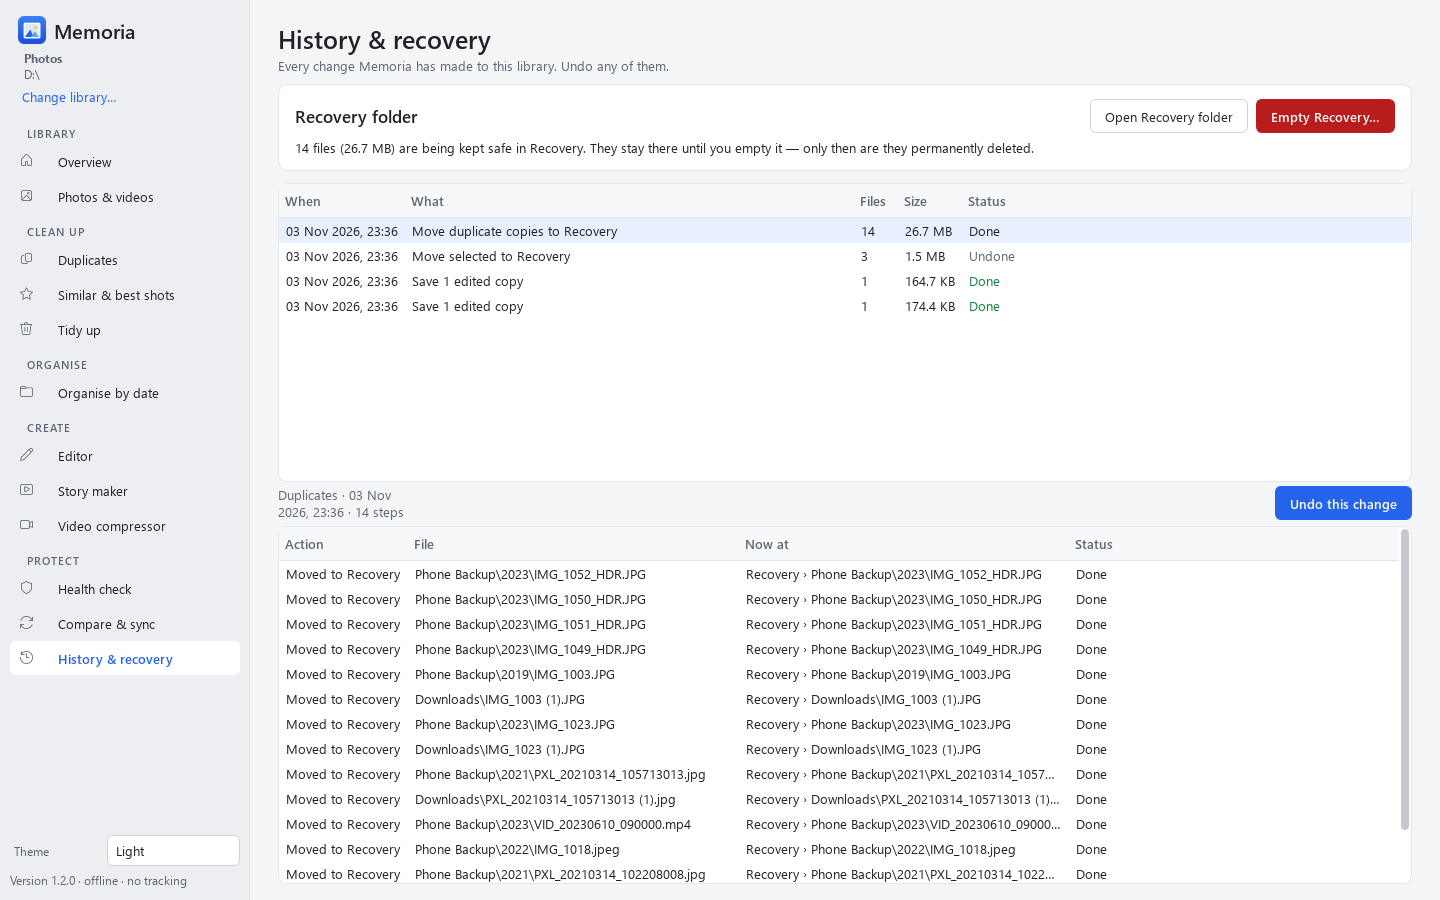 Memoria
Photos
D:\
Change library...
LIBRARY
Overview
Photos & videos
CLEAN UP
Duplicates
Similar & best shots
Tidy up
ORGANISE
Organise by date
CREATE
Editor
Story maker
Video compressor
PROTECT
Health check
Compare & sync
History & recovery
Theme Light
Version 1.2.0 · offline · no tracking
History & recovery
Every change Memoria has made to this library. Undo any of them.
Recovery folder
Open Recovery folder
Empty Recovery...
14 files (26.7 MB) are being kept safe in Recovery. They stay there until you empty it — only then are they permanently deleted.
When What Files Size Status
03 Nov 2026, 23:36 Move duplicate copies to Recovery 14 26.7 MB Done
03 Nov 2026, 23:36 Move selected to Recovery 3 1.5 MB Undone
03 Nov 2026, 23:36 Save 1 edited copy 1 164.7 KB Done
03 Nov 2026, 23:36 Save 1 edited copy 1 174.4 KB Done
Duplicates · 03 Nov
2026, 23:36 · 14 steps
Undo this change
Action File Now at Status
Moved to Recovery Phone Backup\2023\IMG_1052_HDR.JPG Recovery › Phone Backup\2023\IMG_1052_HDR.JPG Done
Moved to Recovery Phone Backup\2023\IMG_1050_HDR.JPG Recovery › Phone Backup\2023\IMG_1050_HDR.JPG Done
Moved to Recovery Phone Backup\2023\IMG_1051_HDR.JPG Recovery › Phone Backup\2023\IMG_1051_HDR.JPG Done
Moved to Recovery Phone Backup\2023\IMG_1049_HDR.JPG Recovery › Phone Backup\2023\IMG_1049_HDR.JPG Done
Moved to Recovery Phone Backup\2019\IMG_1003.JPG Recovery › Phone Backup\2019\IMG_1003.JPG Done
Moved to Recovery Downloads\IMG_1003 (1).JPG Recovery › Downloads\IMG_1003 (1).JPG Done
Moved to Recovery Phone Backup\2023\IMG_1023.JPG Recovery › Phone Backup\2023\IMG_1023.JPG Done
Moved to Recovery Downloads\IMG_1023 (1).JPG Recovery › Downloads\IMG_1023 (1).JPG Done
Moved to Recovery Phone Backup\2021\PXL_20210314_105713013.jpg Recovery › Phone Backup\2021\PXL_20210314_1057... Done
Moved to Recovery Downloads\PXL_20210314_105713013 (1).jpg Recovery › Downloads\PXL_20210314_105713013 (1)... Done
Moved to Recovery Phone Backup\2023\VID_20230610_090000.mp4 Recovery › Phone Backup\2023\VID_20230610_09000... Done
Moved to Recovery Phone Backup\2022\IMG_1018.jpeg Recovery › Phone Backup\2022\IMG_1018.jpeg Done
Moved to Recovery Phone Backup\2021\PXL_20210314_102208008.jpg Recovery › Phone Backup\2021\PXL_20210314_1022... Done